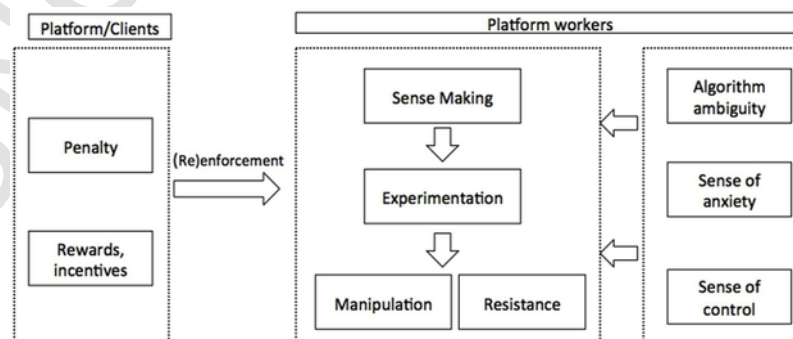 Platform/Clients
Platform workers
Penalty
Rewards,
incentives
(Re)enforcement
Sense Making
Experimentation
Manipulation
Resistance
Algorithm
ambiguity
Sense of
anxiety
Sense of
control